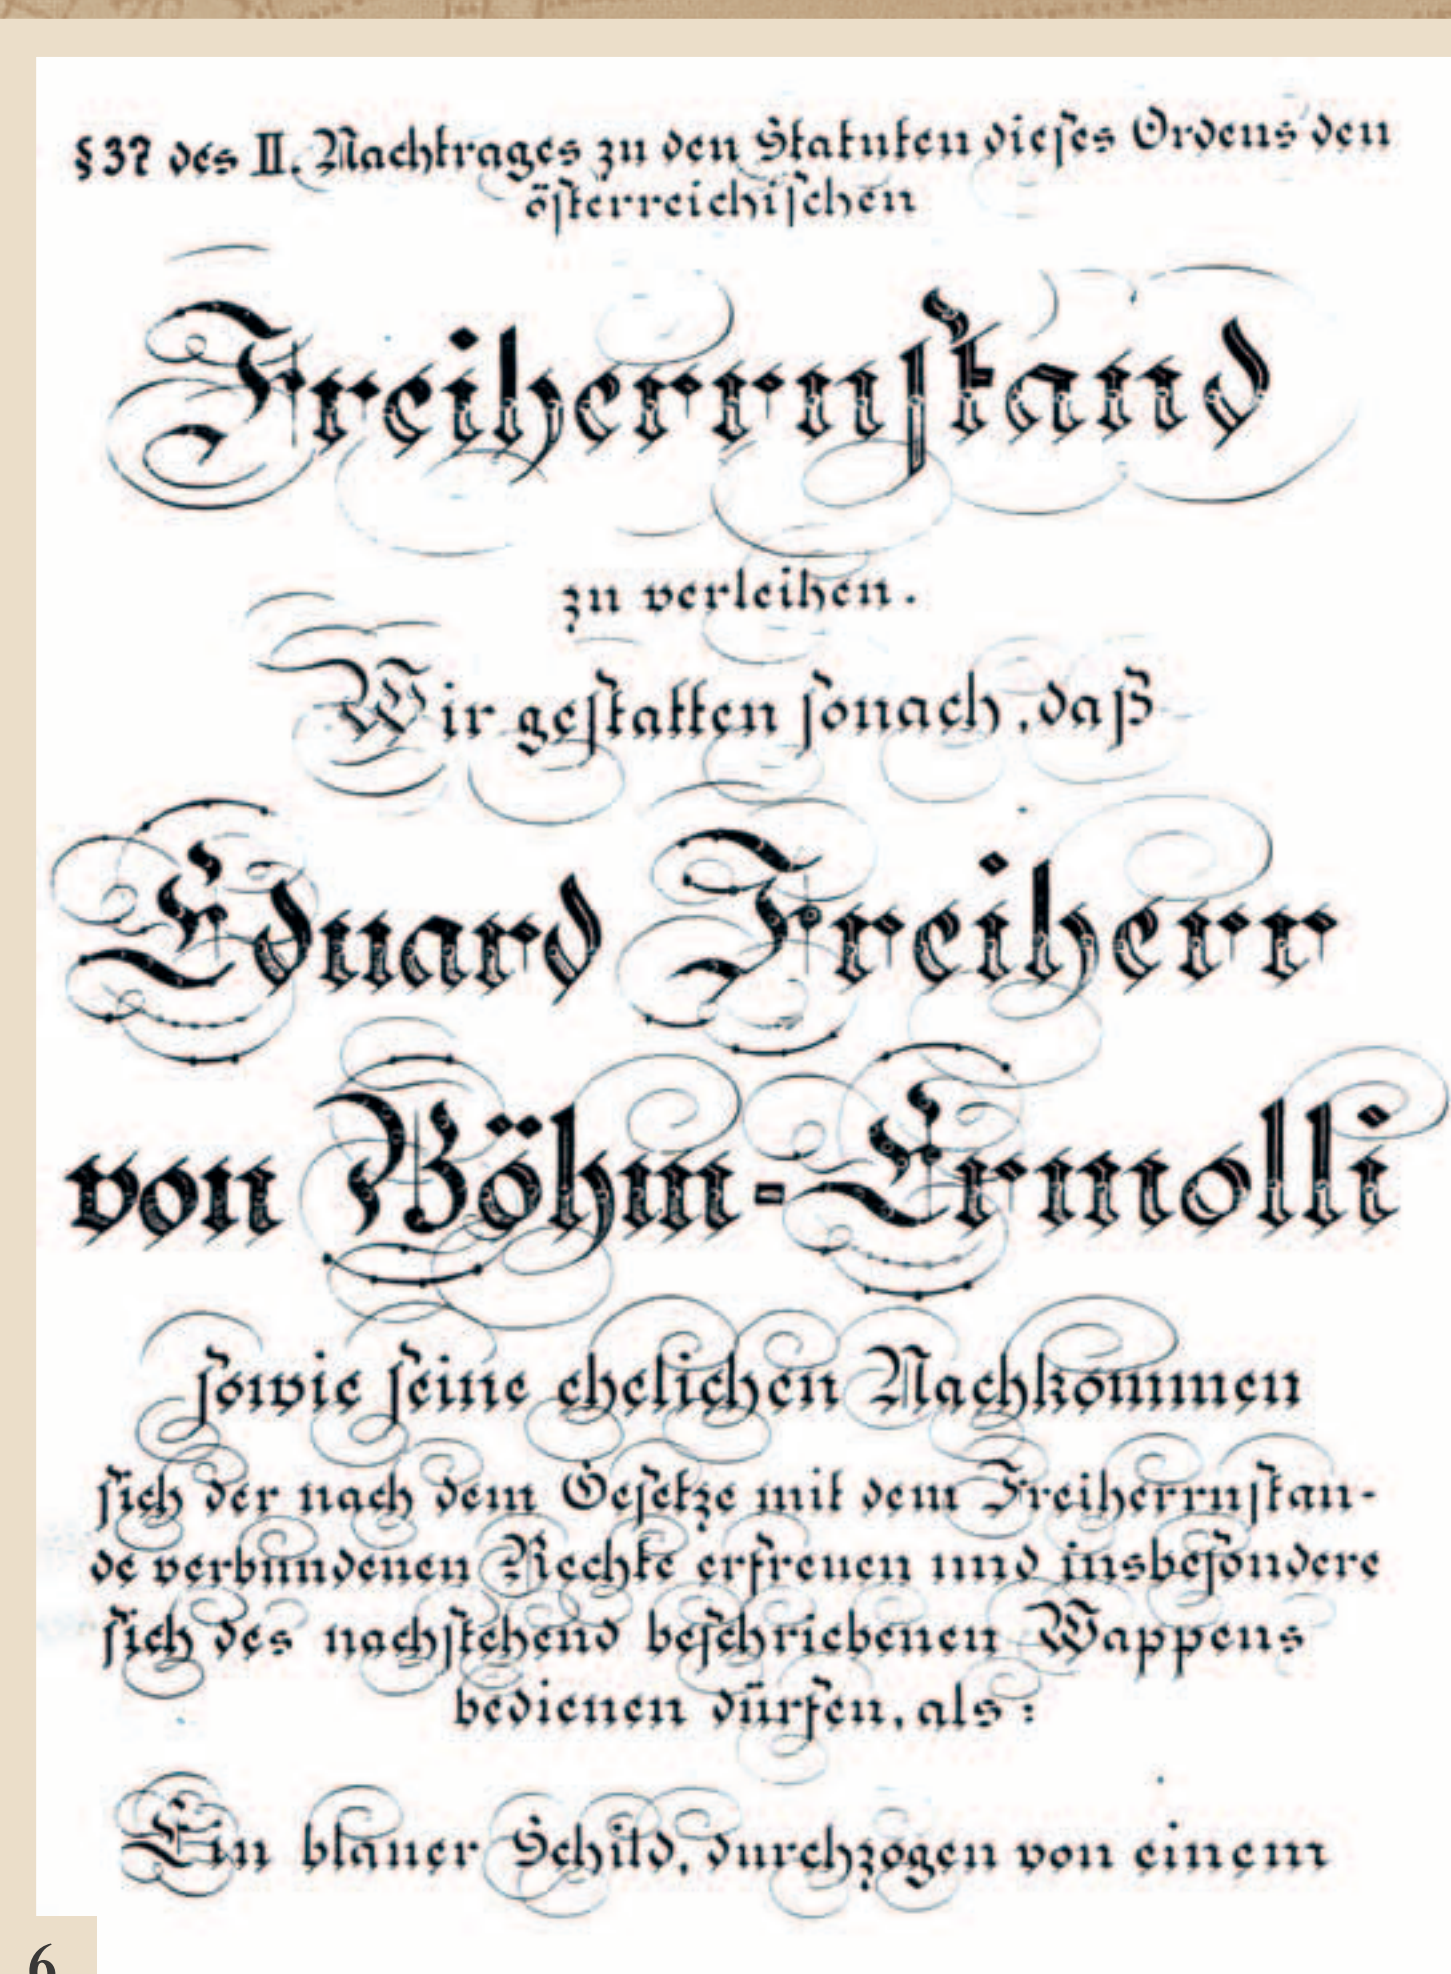 §37 des II. Nachtrages zu den Statuten dieses Ordens den
österreichischen
Freiherrnstand
zu verleihen.
Wir gestatten sonach, daß
Eduard Freiherr
von Böhm-Ermolli
sowie seine ehelichen Nachkommen
sich der nach dem Gesetze mit dem Freiherrnstan-
de verbundenen Rechte erfreuen und insbesondere
sich des nachstehend beschriebenen Wappens
bedienen dürfen, als:
Ein blauer Schild, durchzogen von einem
6